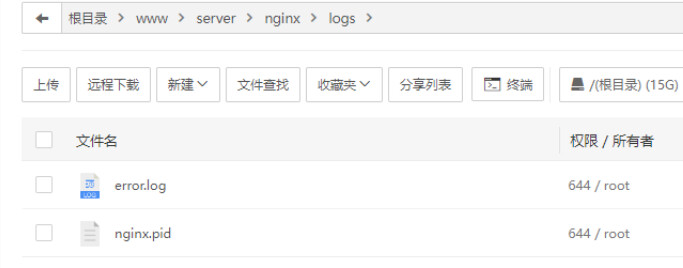 根目录 > www > server > nginx > logs >
上传 远程下载 新建 文件查找 收藏夹 分享列表 终端 /(根目录) (15G)
文件名 权限 / 所有者
error.log 644 / root
nginx.pid 644 / root